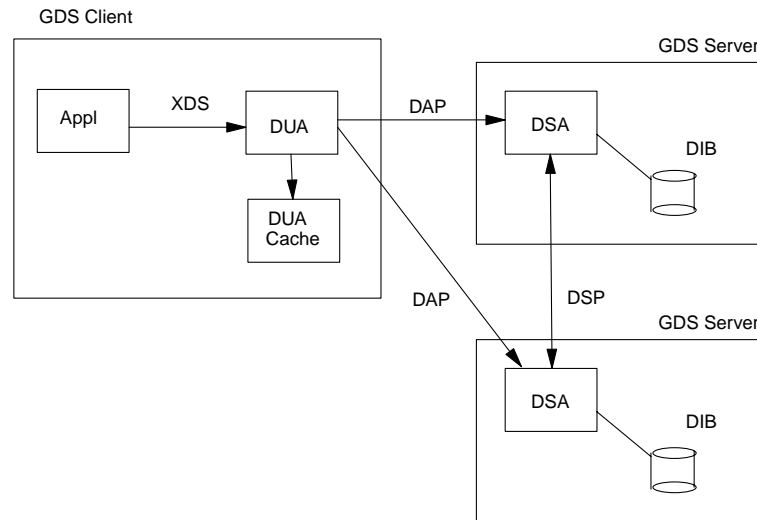 GDS Client
GDS Server
Appl
XDS
DUA
DAP
DSA
DIB
DUA
Cache
DAP
DSP
GDS Server
DSA
DIB